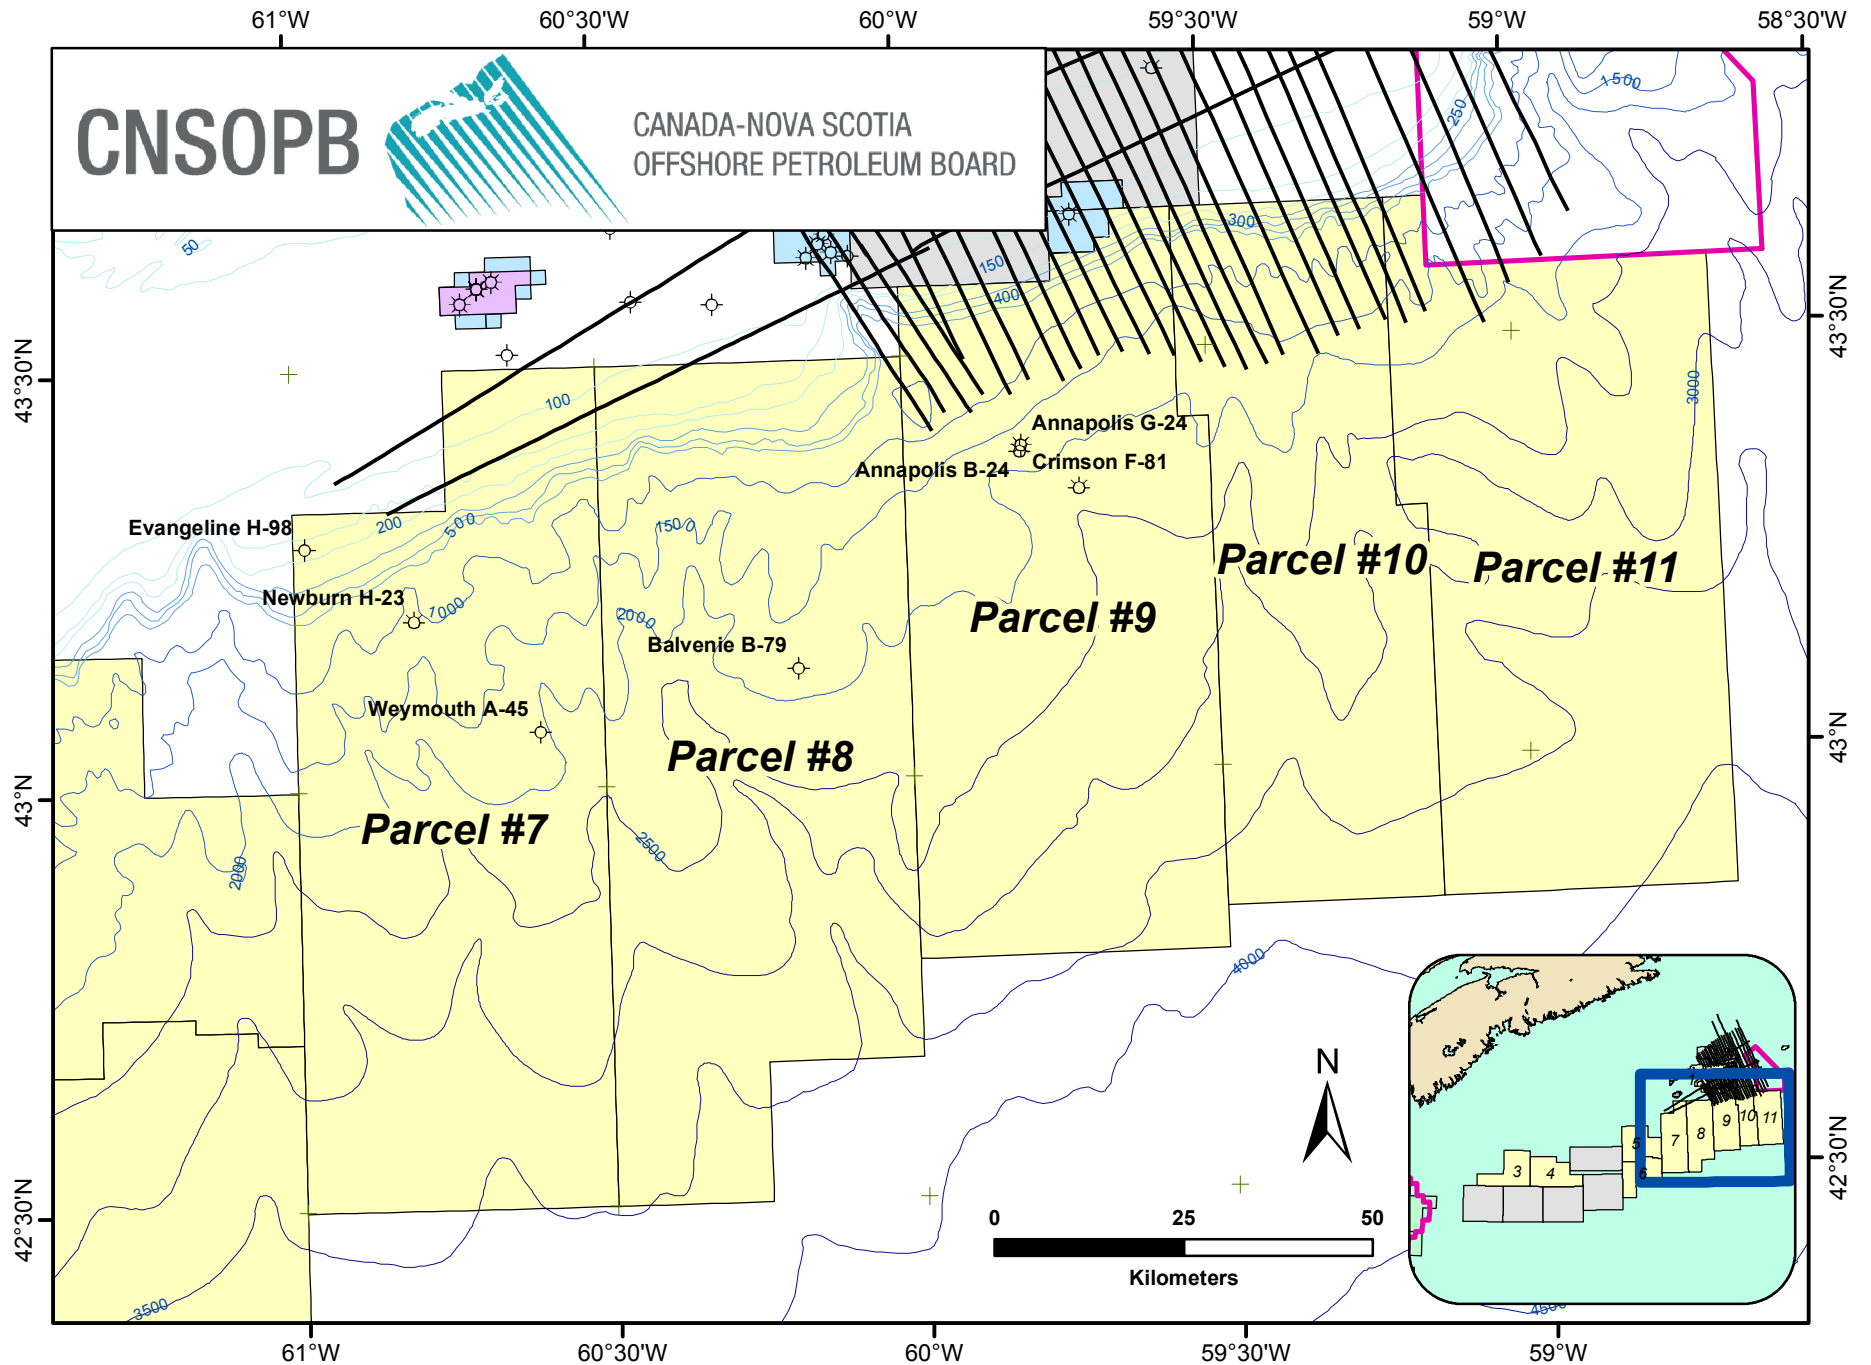 61°W
60°30'W
60°W
59°30'W
59°W
58°30'W
CNSOPB
CANADA-NOVA SCOTIA
OFFSHORE PETROLEUM BOARD
1500
250
50
300
150
400
43°30'N
43°30'N
100
3000
Annapolis G-24
Annapolis B-24
Crimson F-81
Evangeline H-98
200
500
1500
Parcel #10
Parcel #11
Newburn H-23
1000
2000
Parcel #9
Balvenie B-79
Weymouth A-45
Parcel #8
43°N
43°N
Parcel #7
2500
2000
4000
N
1
5
7
8
9
10
11
3
4
6
42°30'N
42°30'N
0
25
50
Kilometers
3500
4500
61°W
60°30'W
60°W
59°30'W
59°W